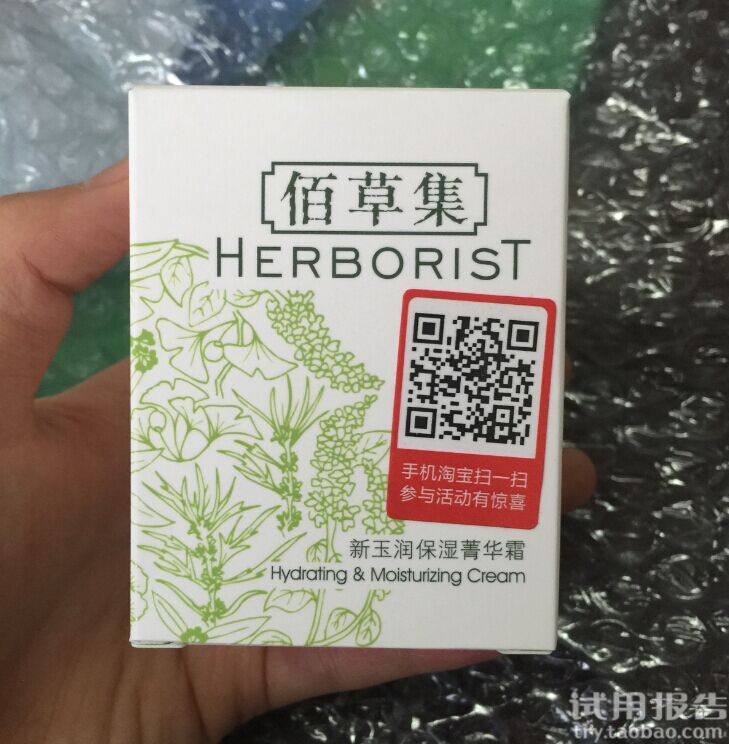 佰草集
HERBORIST
手机淘宝扫一扫
参与活动有惊喜
新玉润保湿菁华霜
Hydrating & Moisturizing Cream
试用报告
try.taobao.com